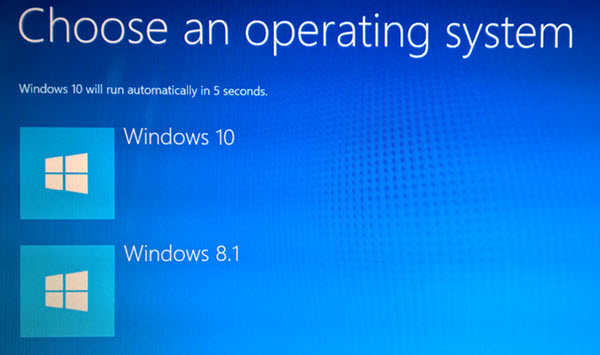 Choose an operating system
Windows 10 will run automatically in 5 seconds.
Windows 10
Windows 8.1